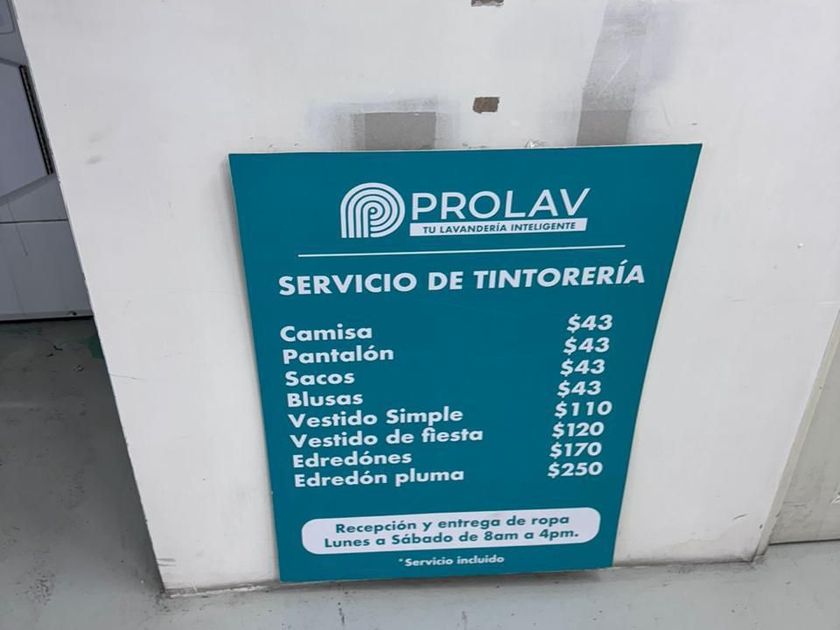 PROLAV
TU LAVANDERÍA INTELIGENTE
SERVICIO DE TINTORERÍA
Camisa $43
Pantalón $43
Sacos $43
Blusas $43
Vestido Simple $110
Vestido de fiesta $120
Edredónes $170
Edredón pluma $250
Recepción y entrega de ropa
Lunes a Sábado de 8am a 4pm.
*Servicio incluido